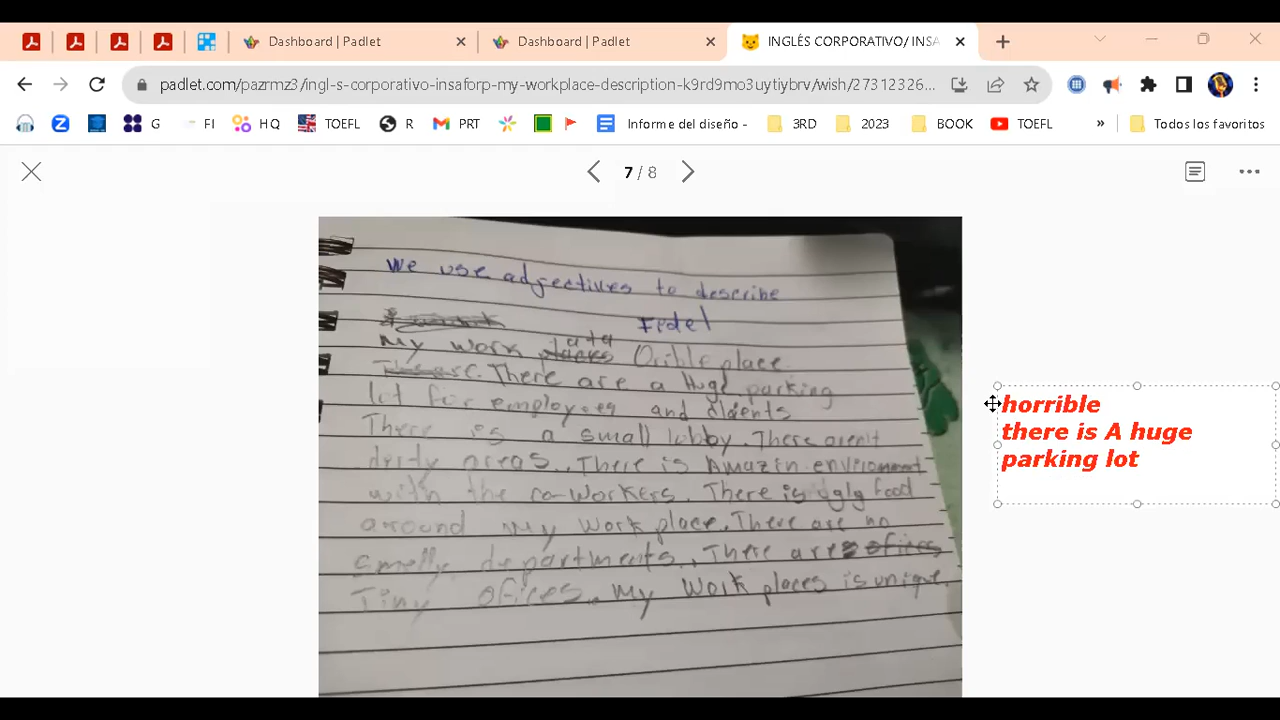 Dashboard | Padlet
Dashboard | Padlet
INGLÉS CORPORATIVO/ INSA
padlet.com/pazrmz3/ingl-s-corporativo-insaforp-my-workplace-description-k9rd9mo3uytiybrv/wish/27312326...
G FI HQ TOEFL R PRT Informe del diseño - 3RD 2023 BOOK TOEFL » Todos los favoritos
7 / 8
We use adjectives to describe
Fidel
My work Orible place.
There are a Huge parking
lot for employees and clients
There is a small lobby. There aren't
drity areas. There is Amazin environment
with the co-workers. There is ugly food
around my work place. There are no
smelly departments. There are
Tiny ofices. my Work places is unique.
horrible
there is A huge
parking lot